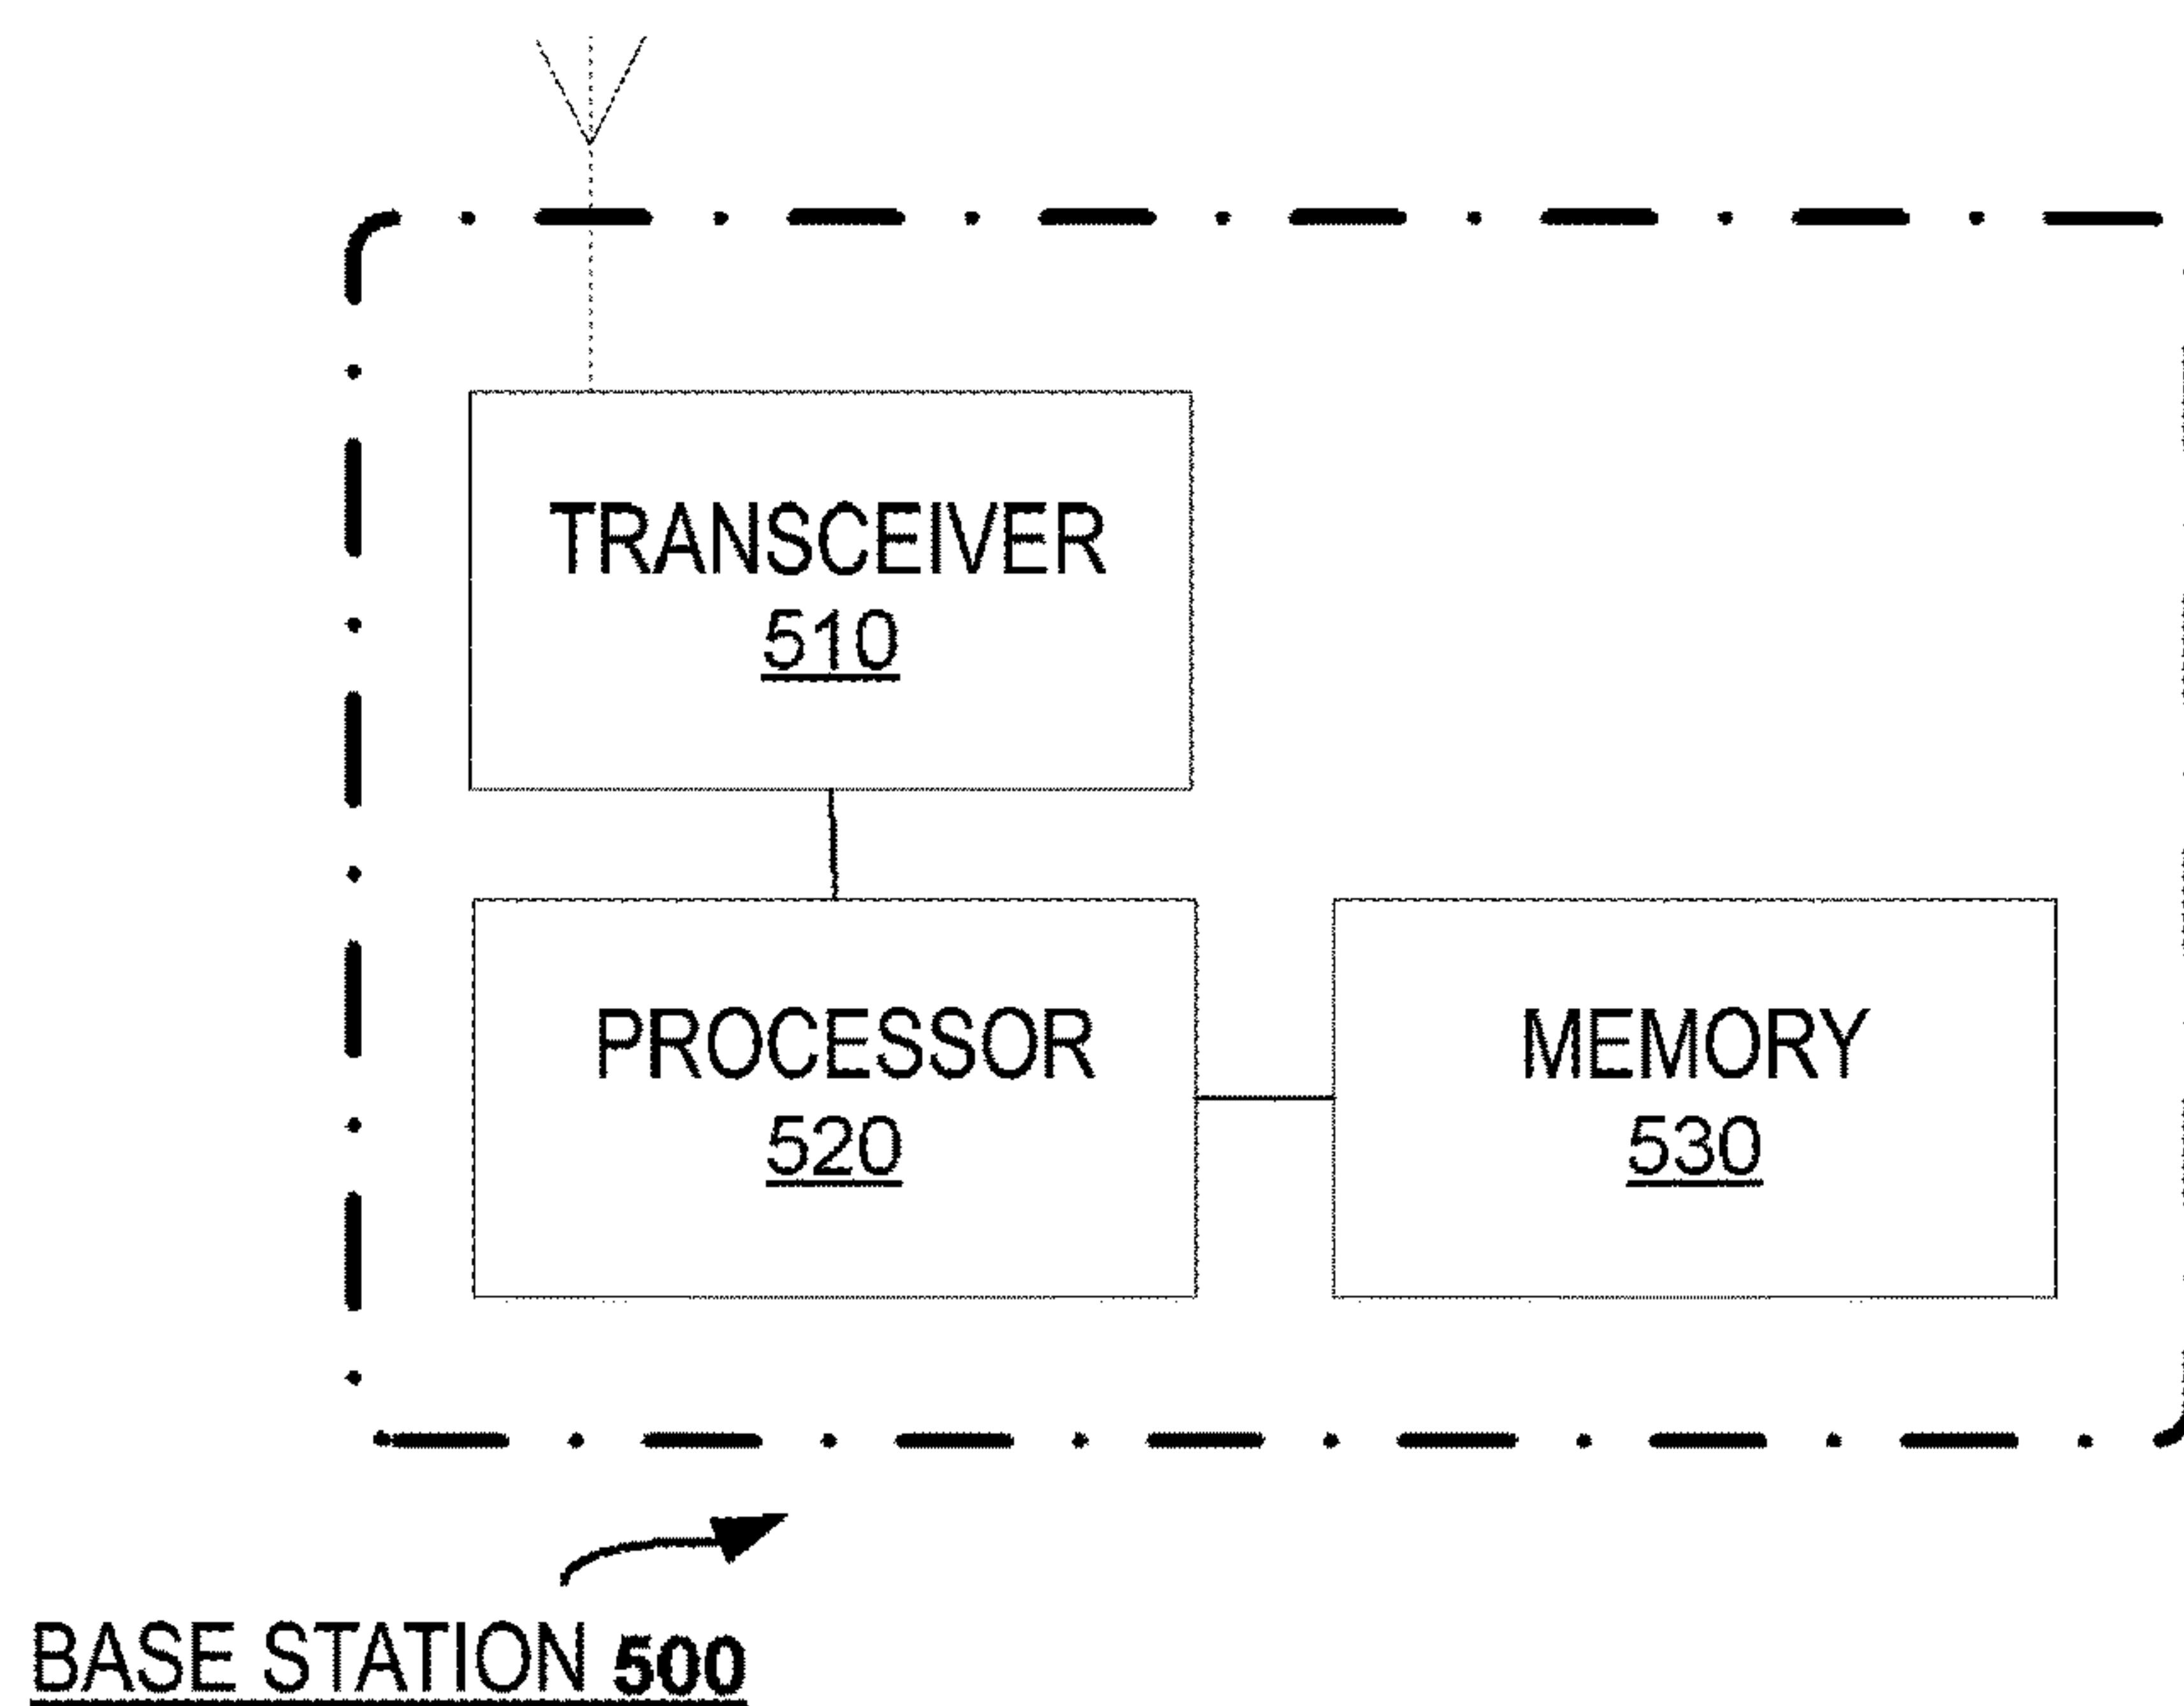 TRANSCEIVER
510
PROCESSOR
520
MEMORY
530
BASE STATION 500